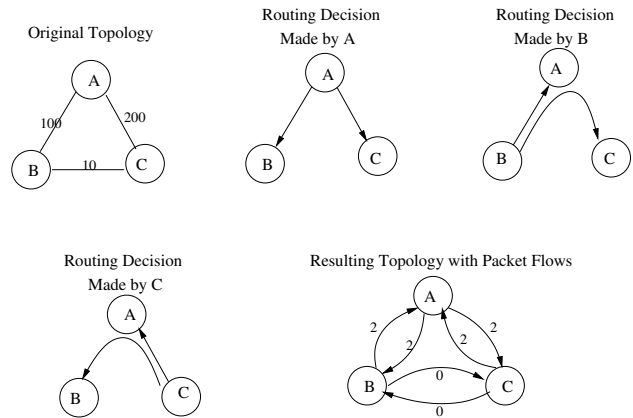 Original Topology
A
100
200
B
10
C
Routing Decision
Made by A
A
B
C
Routing Decision
Made by B
A
B
C
Routing Decision
Made by C
A
B
C
Resulting Topology with Packet Flows
A
2
2
2
2
B
0
C
0